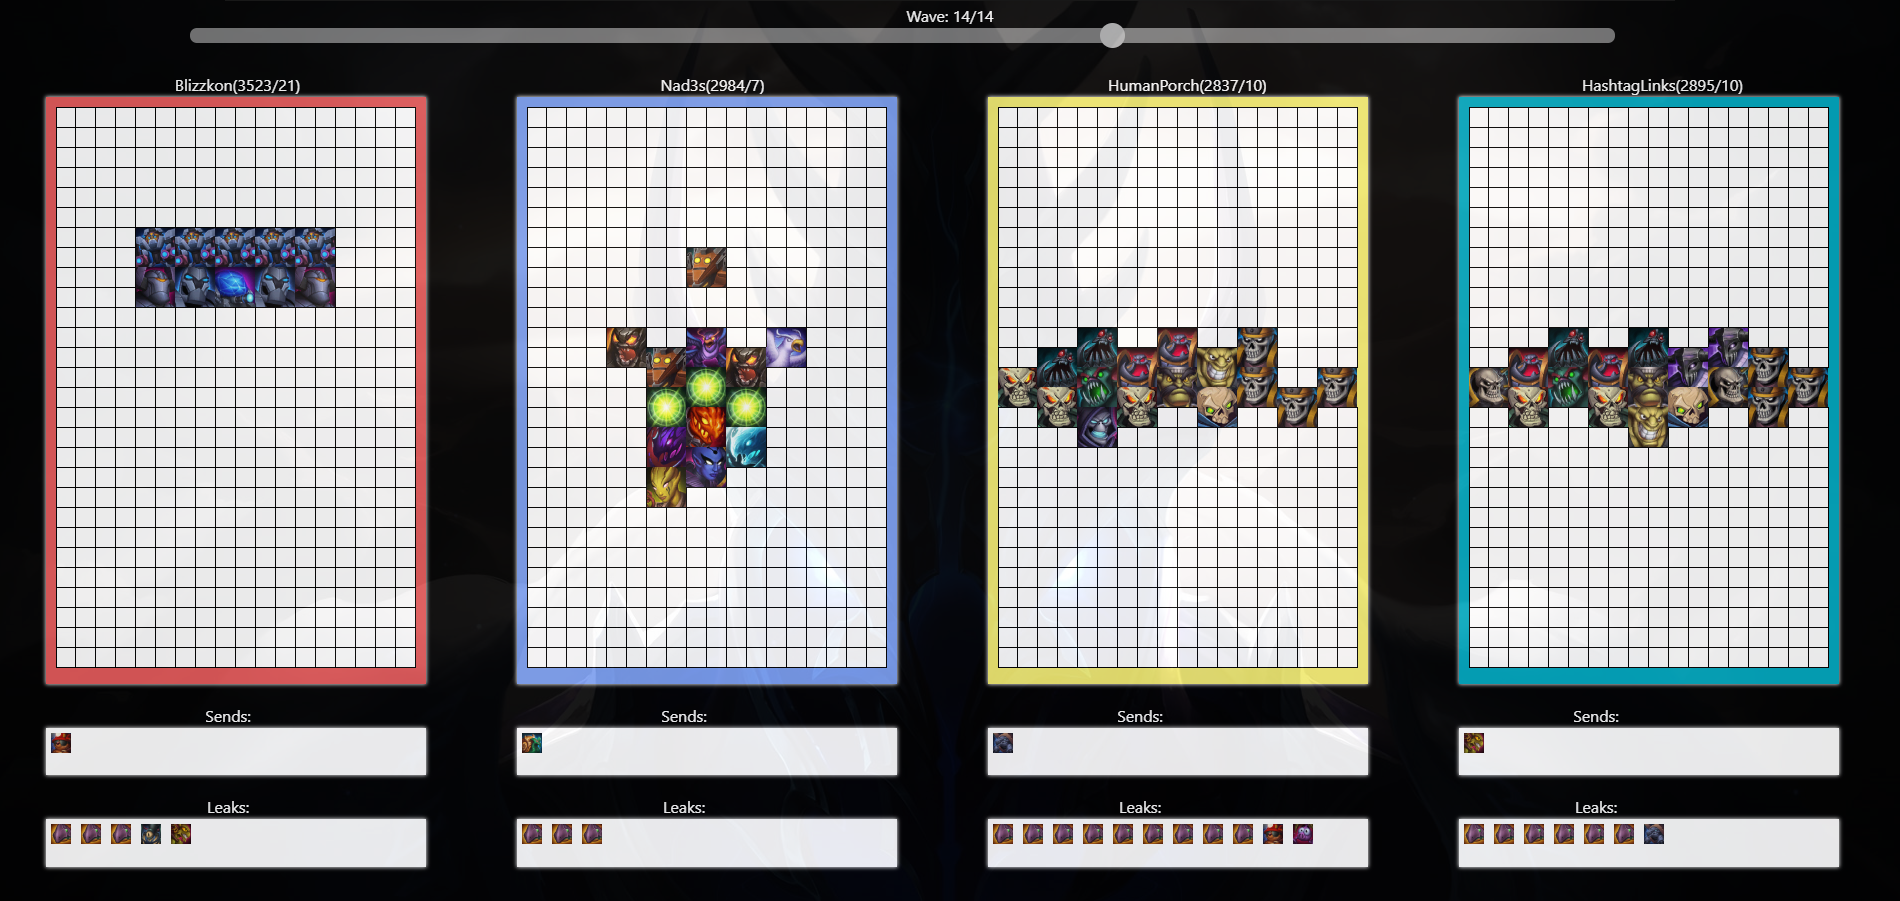 Wave: 14/14
Blizzkon(3523/21)
Nad3s(2984/7)
HumanPorch(2837/10)
HashtagLinks(2895/10)
Sends:
Sends:
Sends:
Sends:
Leaks:
Leaks:
Leaks:
Leaks: